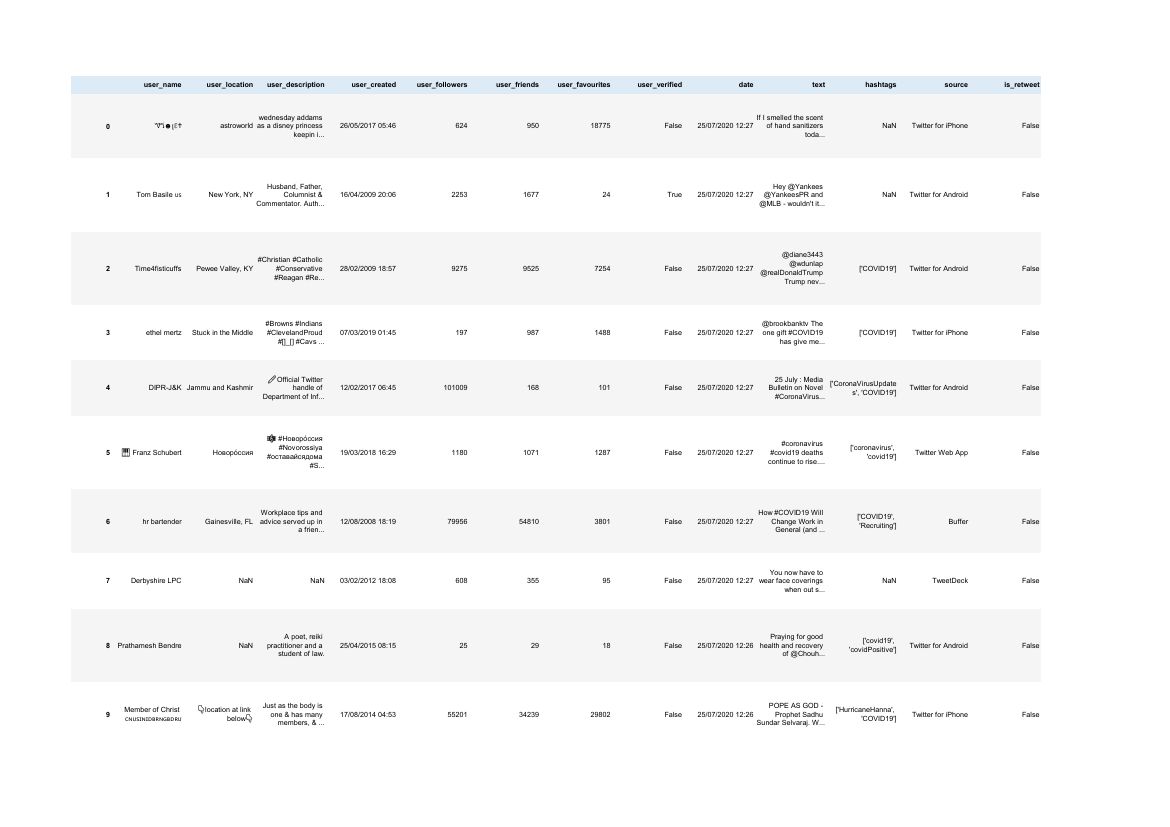 user_name user_location user_description user_created user_followers user_friends user_favourites user_verified date text hashtags source is_retweet
wednesday addams
as a disney princess
keepin i...
If I smelled the scent
of hand sanitizers
toda...
0 astroworld 26/05/2017 05:46 624 950 18775 False 25/07/2020 12:27 NaN Twitter for iPhone False
Husband, Father,
Columnist &
Commentator. Auth...
Hey @Yankees
@YankeesPR and
@MLB - wouldn't it...
1 Tom Basile us New York, NY 16/04/2009 20:06 2253 1677 24 True 25/07/2020 12:27 NaN Twitter for Android False
#Christian #Catholic
#Conservative
#Reagan #Re...
@diane3443
@wdunlap
@realDonaldTrump
Trump nev...
2 Time4fisticuffs Pewee Valley, KY 28/02/2009 18:57 9275 9525 7254 False 25/07/2020 12:27 ['COVID19'] Twitter for Android False
#Browns #Indians
#ClevelandProud
#[]_[] #Cavs ...
@brookbanktv The
one gift #COVID19
has give me...
3 ethel mertz Stuck in the Middle 07/03/2019 01:45 197 987 1488 False 25/07/2020 12:27 ['COVID19'] Twitter for iPhone False
🖊Official Twitter
handle of
Department of Inf...
25 July : Media
Bulletin on Novel
#CoronaVirus...
['CoronaVirusUpdate
s', 'COVID19']
4 DIPR-J&K Jammu and Kashmir 12/02/2017 06:45 101009 168 101 False 25/07/2020 12:27 Twitter for Android False
#Новоро́ссия
#Novorossiya
#оставайсядома
#S...
#coronavirus
#covid19 deaths
continue to rise....
['coronavirus',
'covid19']
5 🎹 Franz Schubert Новоро́ссия 19/03/2018 16:29 1180 1071 1287 False 25/07/2020 12:27 Twitter Web App False
Workplace tips and
advice served up in
a frien...
How #COVID19 Will
Change Work in
General (and ...
['COVID19',
'Recruiting']
6 hr bartender Gainesville, FL 12/08/2008 18:19 79956 54810 3801 False 25/07/2020 12:27 Buffer False
You now have to
wear face coverings
when out s...
7 Derbyshire LPC NaN NaN 03/02/2012 18:08 608 355 95 False 25/07/2020 12:27 NaN TweetDeck False
A poet, reiki
practitioner and a
student of law.
Praying for good
health and recovery
of @Chouh...
['covid19',
'covidPositive']
8 Prathamesh Bendre NaN 25/04/2015 08:15 25 29 18 False 25/07/2020 12:26 Twitter for Android False
Member of Christ
👇location at link
below👇
Just as the body is
one & has many
members, & ...
POPE AS GOD -
Prophet Sadhu
Sundar Selvaraj. W...
['HurricaneHanna',
'COVID19']
9 17/08/2014 04:53 55201 34239 29802 False 25/07/2020 12:26 Twitter for iPhone False